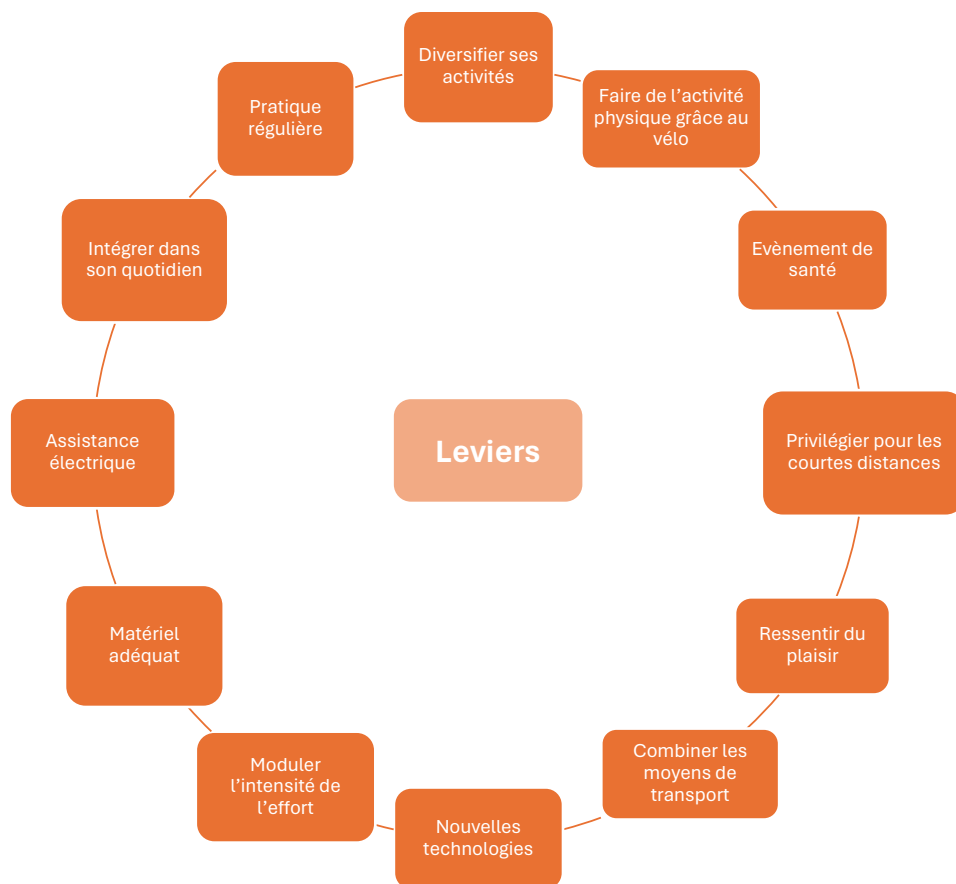 Diversifier ses
activités
Faire de l’activité
physique grâce au
vélo
Evènement de
santé
Privilégier pour les
courtes distances
Ressentir du
plaisir
Combiner les
moyens de
transport
Nouvelles
technologies
Moduler
l’intensité de
l’effort
Matériel
adéquat
Assistance
électrique
Intégrer dans
son quotidien
Pratique
régulière
Leviers